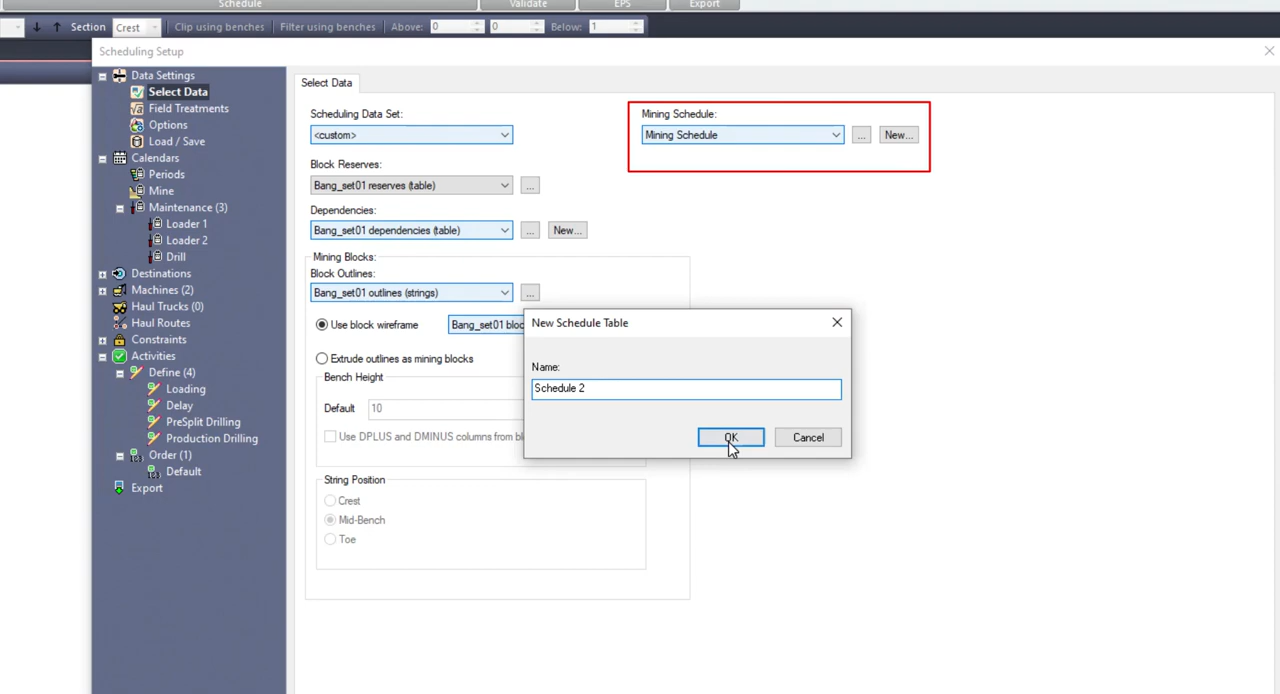 Schedule
Validate
EPS
Export
Section
Crest
Clip using benches
Filter using benches
Above:
0
0
Below:
1
Scheduling Setup
Data Settings
Select Data
Field Treatments
Options
Load / Save
Calendars
Periods
Mine
Maintenance (3)
Loader 1
Loader 2
Drill
Destinations
Machines (2)
Haul Trucks (0)
Haul Routes
Constraints
Activities
Define (4)
Loading
Delay
PreSplit Drilling
Production Drilling
Order (1)
Default
Export
Select Data
Scheduling Data Set:
<custom>
Block Reserves:
Bang_set01 reserves (table)
...
Dependencies:
Bang_set01 dependencies (table)
...
New...
Mining Blocks:
Block Outlines:
Bang_set01 outlines (strings)
...
Use block wireframe
Bang_set01 bloc
Extrude outlines as mining blocks
Bench Height
Default
10
Use DPLUS and DMINUS columns from bl
String Position
Crest
Mid-Bench
Toe
Mining Schedule:
Mining Schedule
...
New...
New Schedule Table
Name:
Schedule 2
OK
Cancel